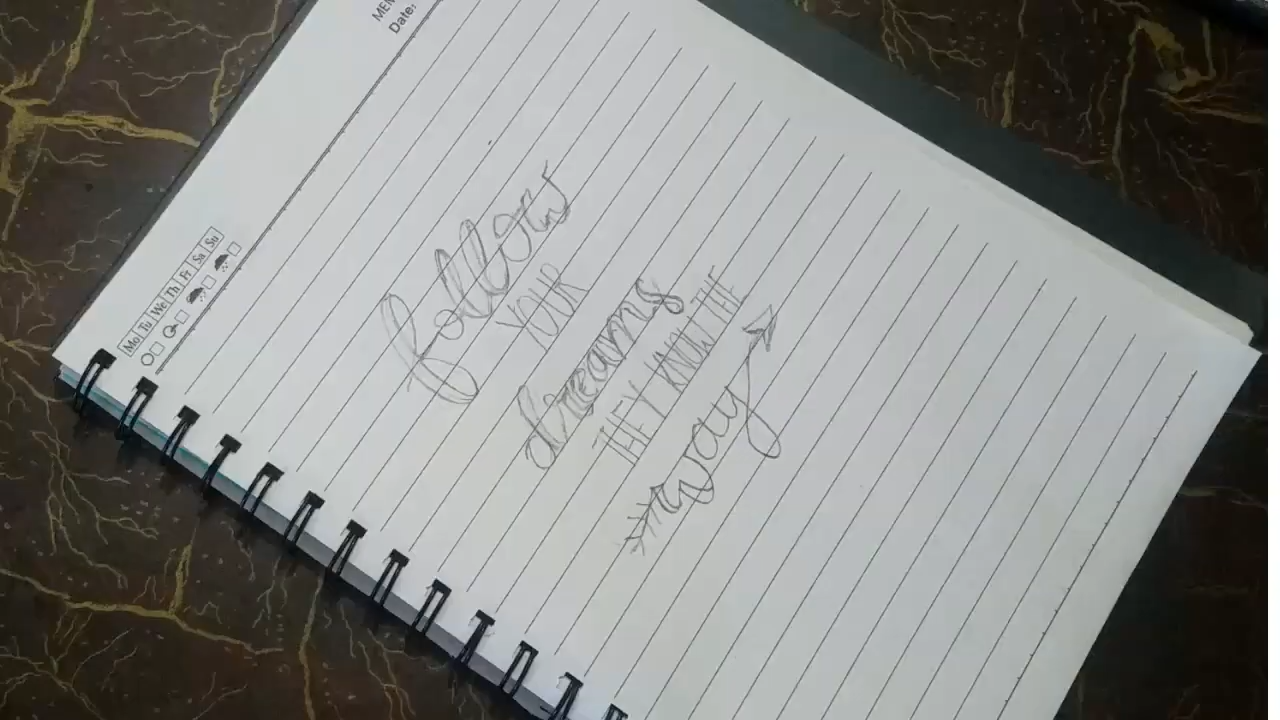 Date:
Mo Tu We Th Fr Sa Su
follow
YOUR
dreams
THEY KNOW THE
way